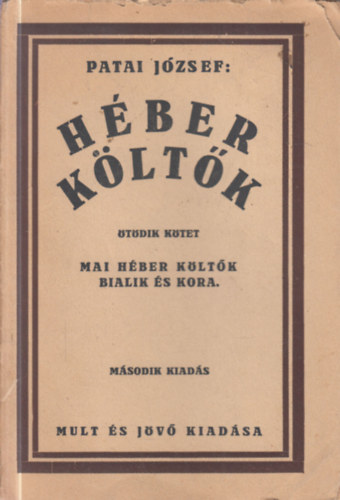 PATAI JÓZSEF:
HÉBER
KÖLTŐK
ÖTÖDIK KÖTET
MAI HÉBER KÖLTŐK
BIALIK ÉS KORA.
MÁSODIK KIADÁS
MULT ÉS JÖVŐ KIADÁSA